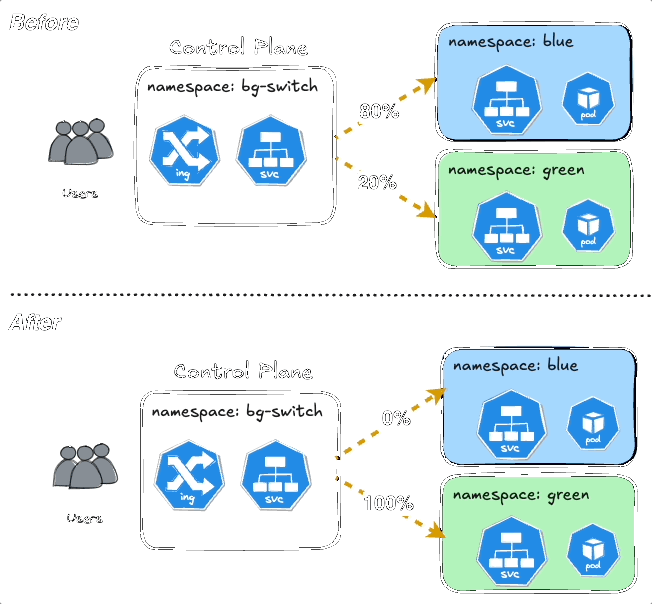 Before
Control Plane
namespace: bg-switch
ing
svc
Users
80%
20%
namespace: blue
svc
pod
namespace: green
svc
pod
After
Control Plane
namespace: bg-switch
ing
svc
Users
0%
100%
namespace: blue
svc
pod
namespace: green
svc
pod